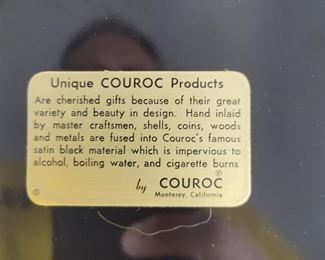 Unique COUROC Products
Are cherished gifts because of their great
variety and beauty in design. Hand inlaid
by master craftsmen, shells, coins, woods
and metals are fused into Couroc's famous
satin black material which is impervious to
alcohol, boiling water, and cigarette burns.
by COUROC®
Monterey, California
©